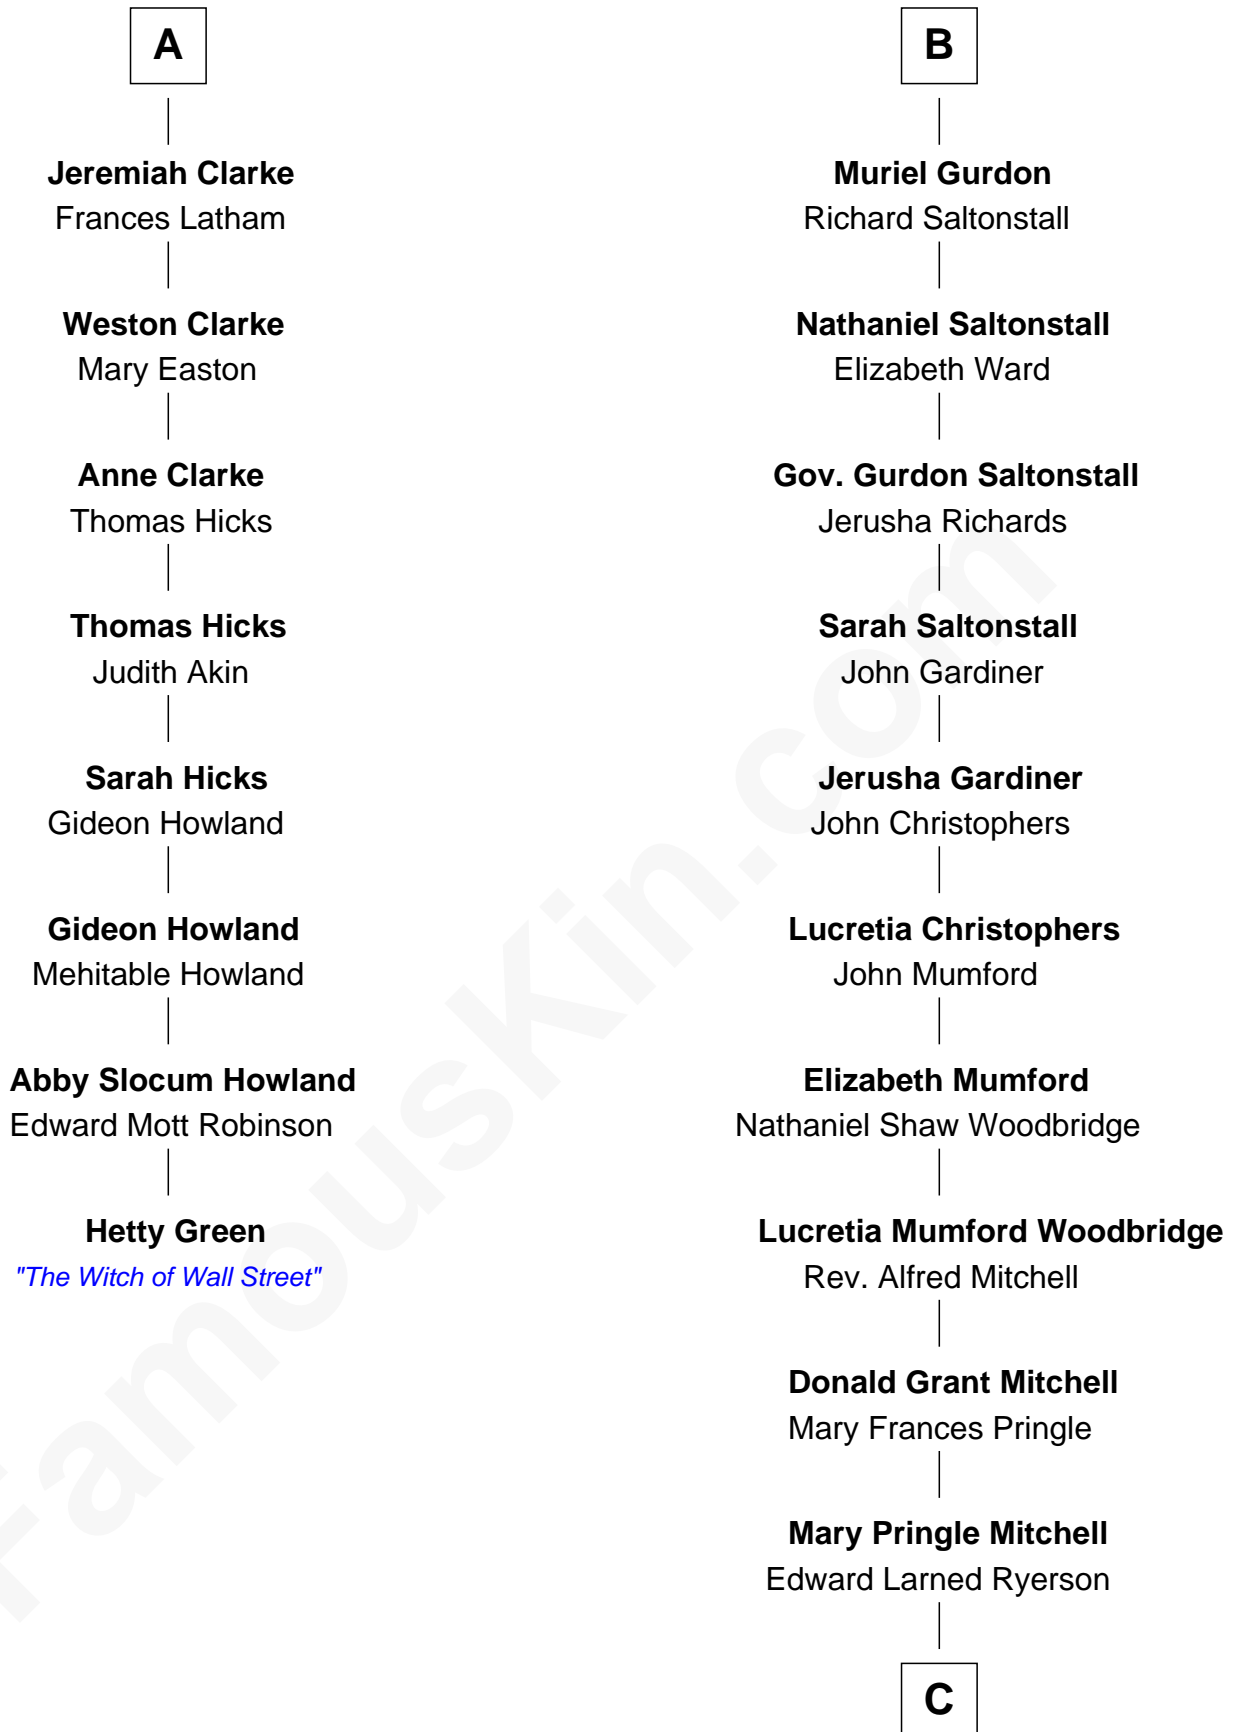 A
Jeremiah Clarke
Frances Latham
Weston Clarke
Mary Easton
Anne Clarke
Thomas Hicks
Thomas Hicks
Judith Akin
Sarah Hicks
Gideon Howland
Gideon Howland
Mehitable Howland
Abby Slocum Howland
Edward Mott Robinson
Hetty Green
"The Witch of Wall Street"
B
Muriel Gurdon
Richard Saltonstall
Nathaniel Saltonstall
Elizabeth Ward
Gov. Gurdon Saltonstall
Jerusha Richards
Sarah Saltonstall
John Gardiner
Jerusha Gardiner
John Christophers
Lucretia Christophers
John Mumford
Elizabeth Mumford
Nathaniel Shaw Woodbridge
Lucretia Mumford Woodbridge
Rev. Alfred Mitchell
Donald Grant Mitchell
Mary Frances Pringle
Mary Pringle Mitchell
Edward Larned Ryerson
C
FamousKin.com